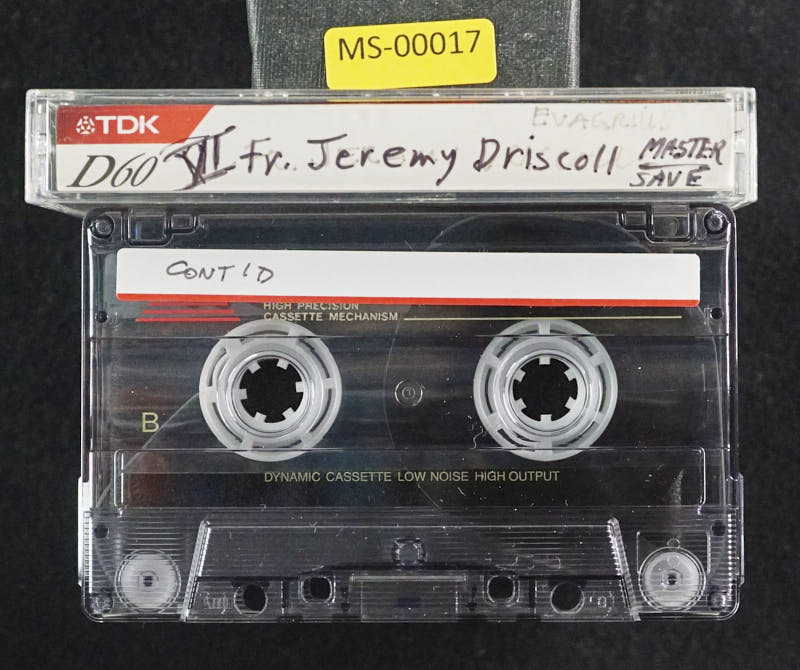 MS-00017
TDK
EVAGRIUS
D60 VII Fr. Jeremy Driscoll MASTER
SAVE
CONT'D
HIGH PRECISION
CASSETTE MECHANISM
B
DYNAMIC CASSETTE LOW NOISE HIGH OUTPUT